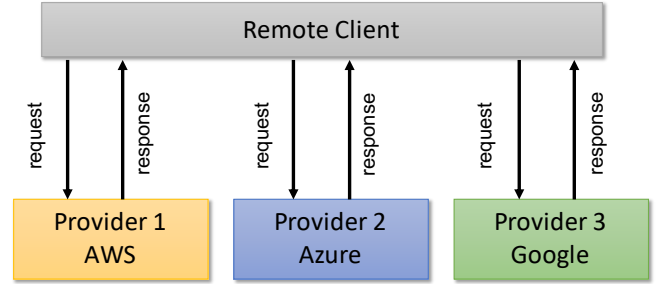 Remote Client
request
response
request
response
request
response
Provider 1
AWS
Provider 2
Azure
Provider 3
Google